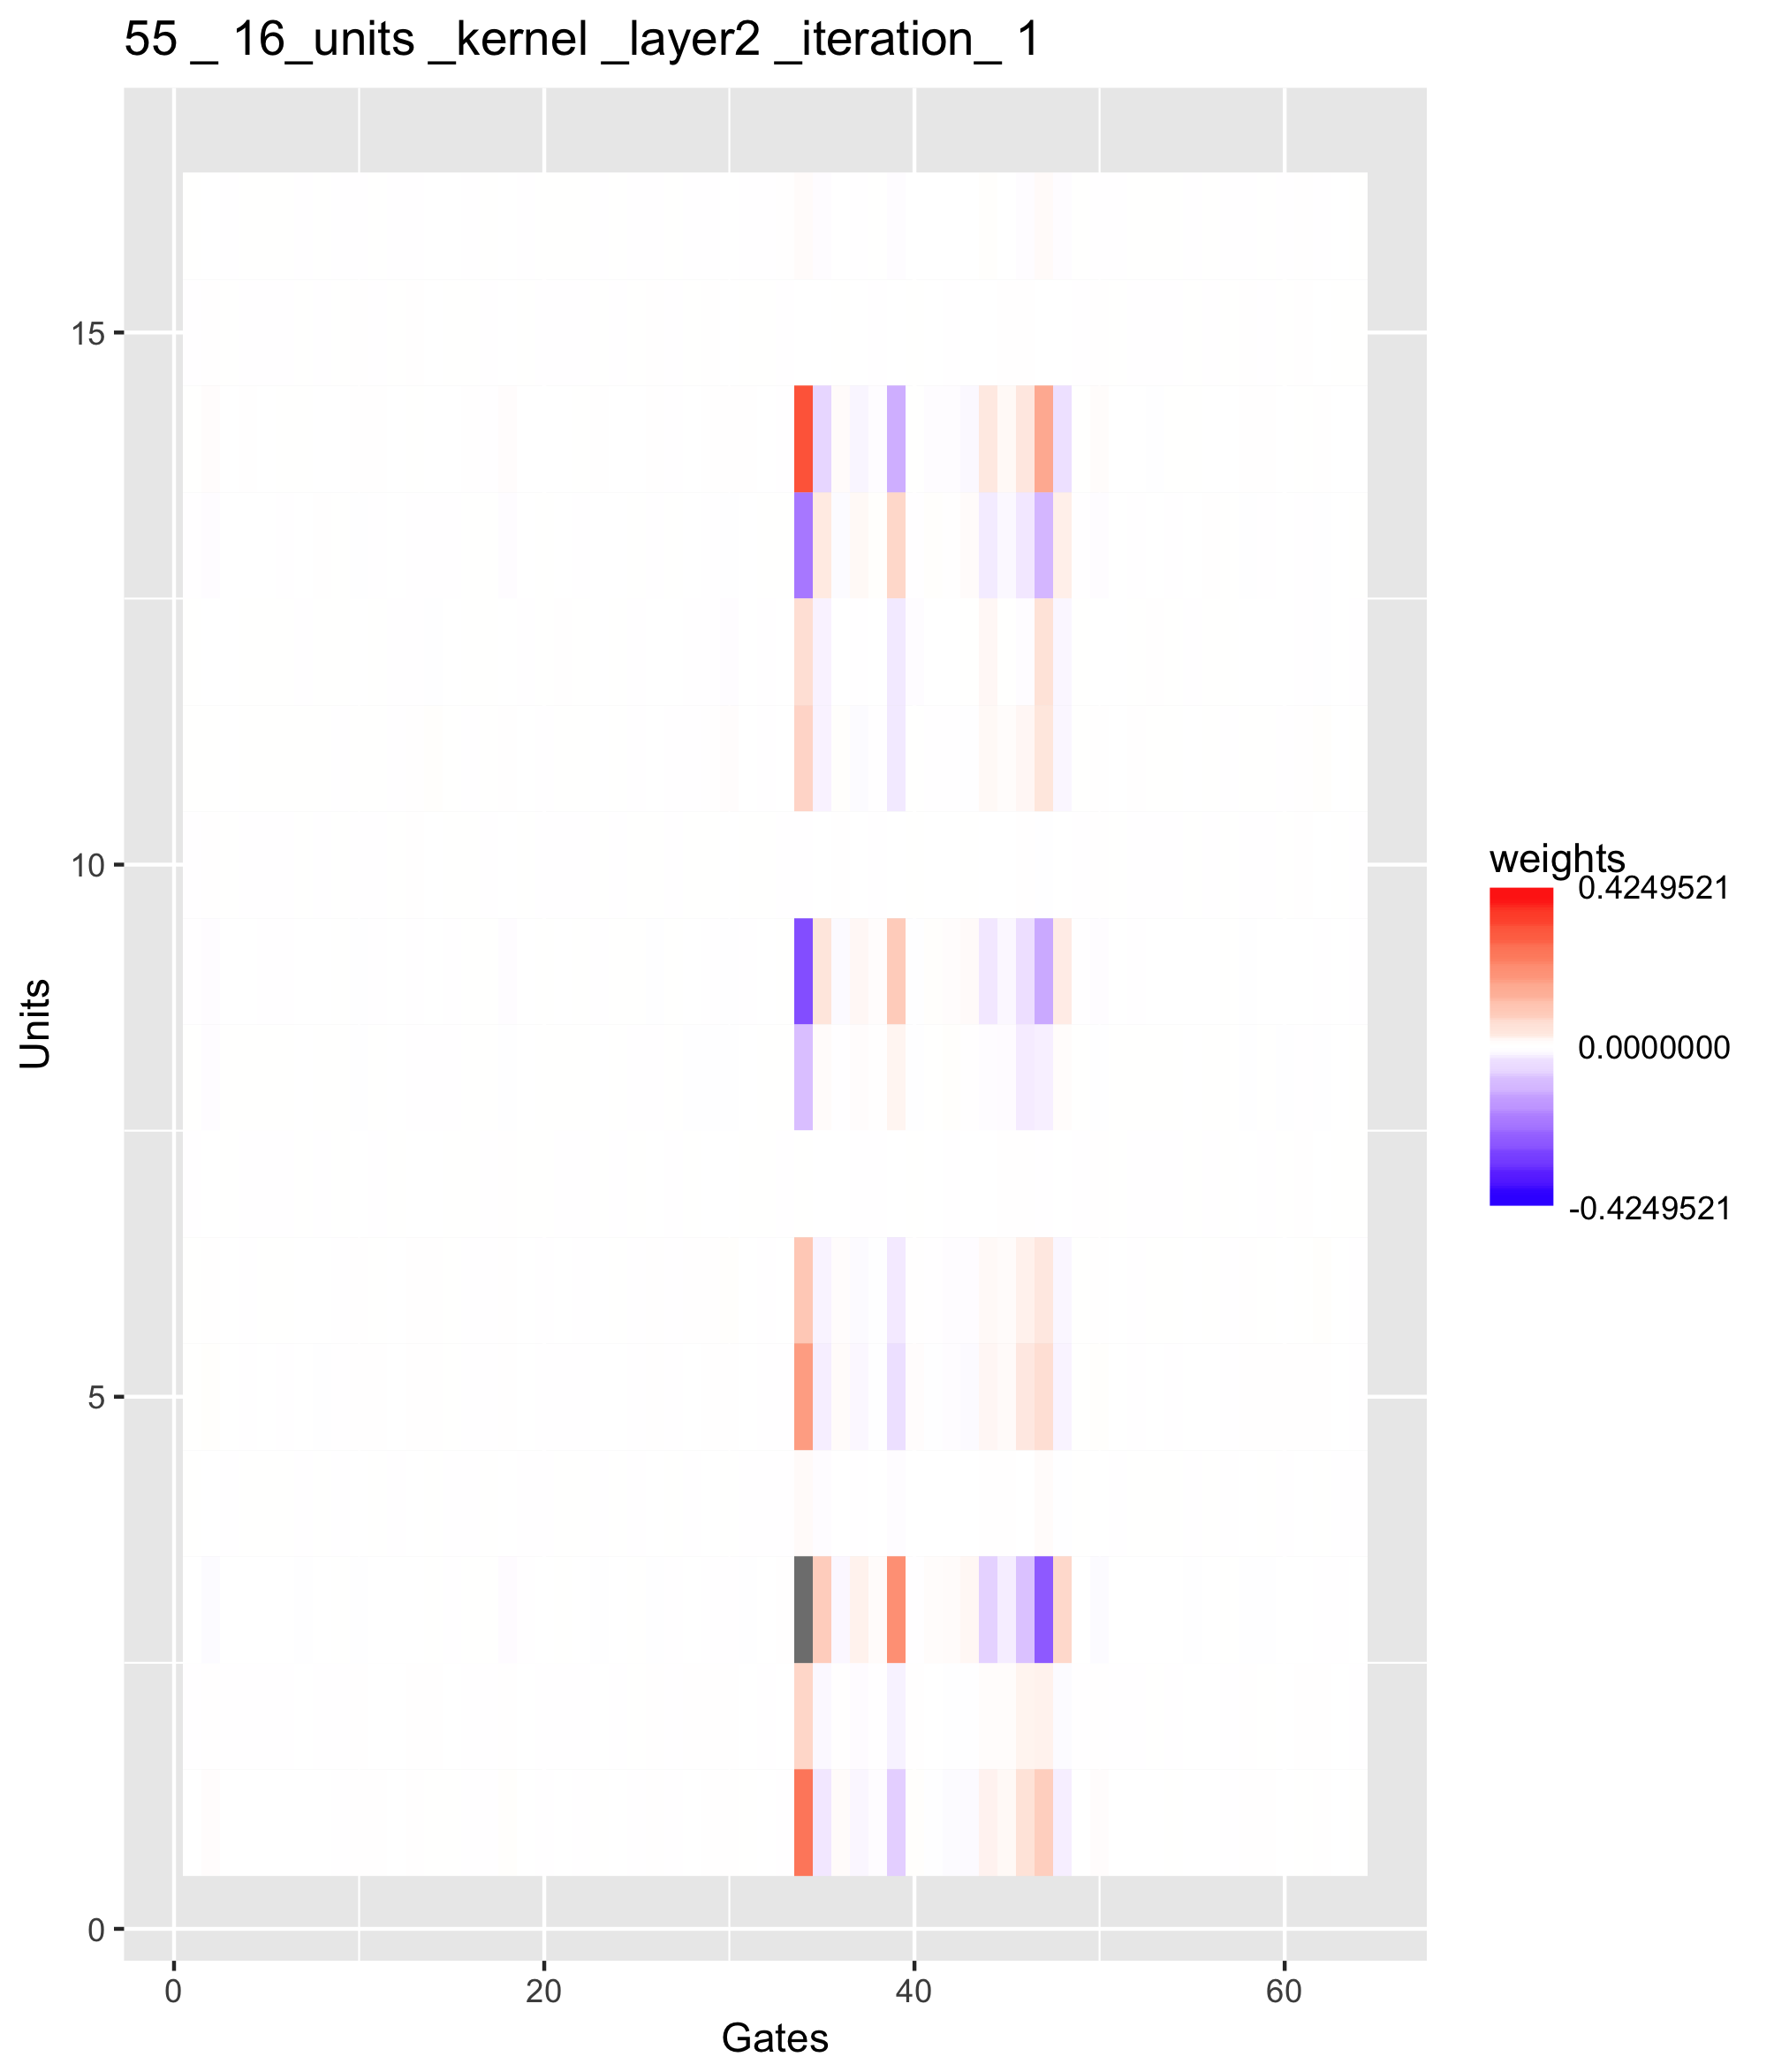 55 _ 16_units _kernel _layer2 _iteration_ 1
15
10
5
0
0 20 40 60
Units
Gates
weights
0.4249521
0.0000000
-0.4249521